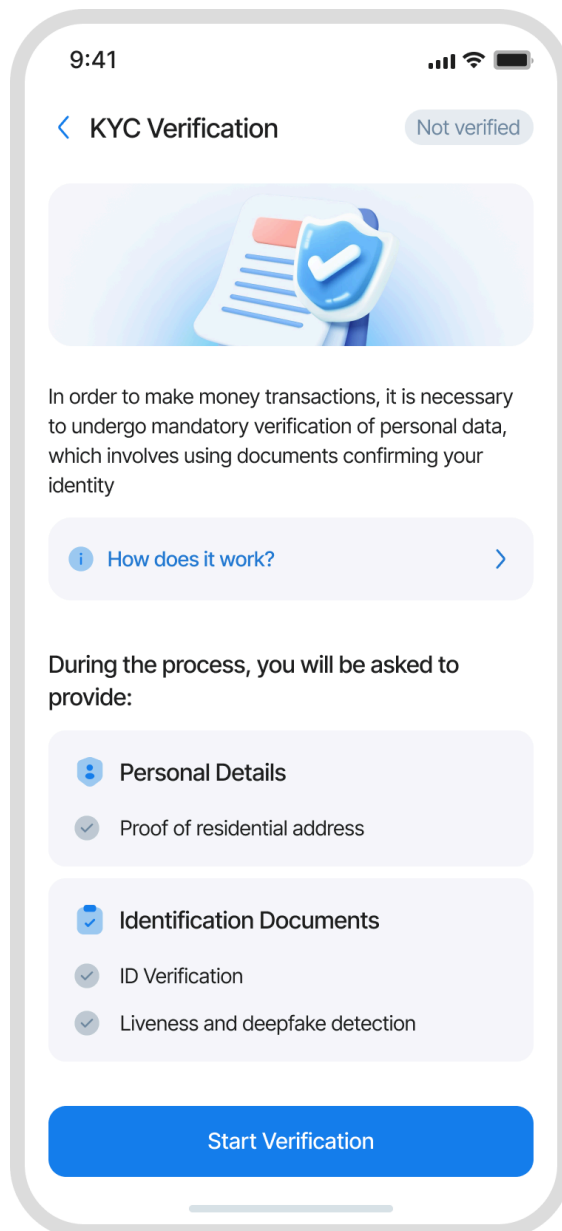 9:41
KYC Verification
Not verified
In order to make money transactions, it is necessary
to undergo mandatory verification of personal data,
which involves using documents confirming your
identity
How does it work?
During the process, you will be asked to
provide:
Personal Details
Proof of residential address
Identification Documents
ID Verification
Liveness and deepfake detection
Start Verification